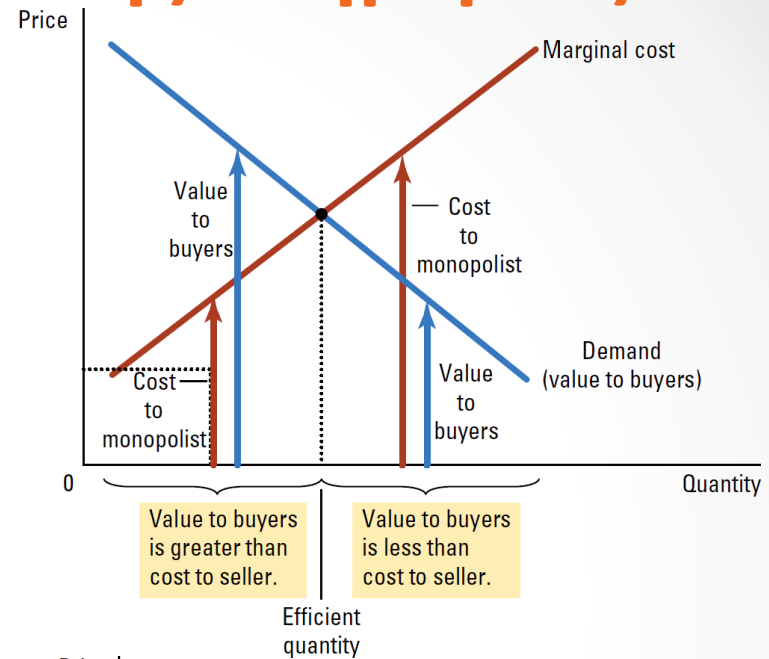 Price
Marginal cost
Value
to
buyers
Cost
to
monopolist
Cost
to
monopolist
Value
to
buyers
Demand
(value to buyers)
0
Quantity
Value to buyers
is greater than
cost to seller.
Value to buyers
is less than
cost to seller.
Efficient
quantity